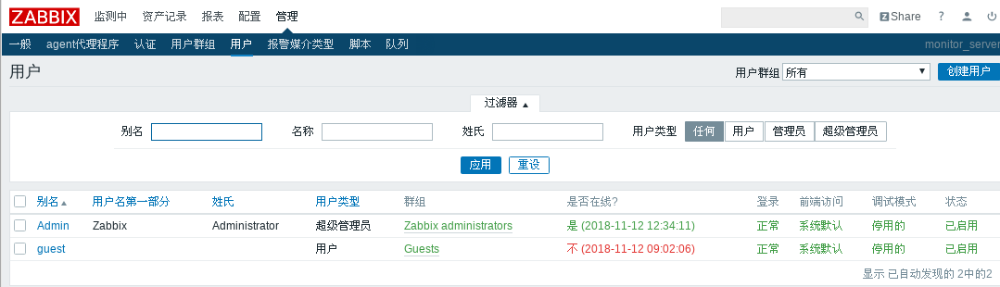 ZABBIX 监测中 资产记录 报表 配置 管理 Z Share ?
一般 agent代理程序 认证 用户群组 用户 报警媒介类型 脚本 队列 monitor_server
用户 用户群组 所有 ▼ 创建用户
过滤器 ▲
别名 名称 姓氏 用户类型 任何 用户 管理员 超级管理员
应用 重设
别名▲ 用户名第一部分 姓氏 用户类型 群组 是否在线? 登录 前端访问 调试模式 状态
Admin Zabbix Administrator 超级管理员 Zabbix administrators 是 (2018-11-12 12:34:11) 正常 系统默认 停用的 已启用
guest 用户 Guests 不 (2018-11-12 09:02:06) 正常 系统默认 停用的 已启用
显示 已自动发现的 2中的2